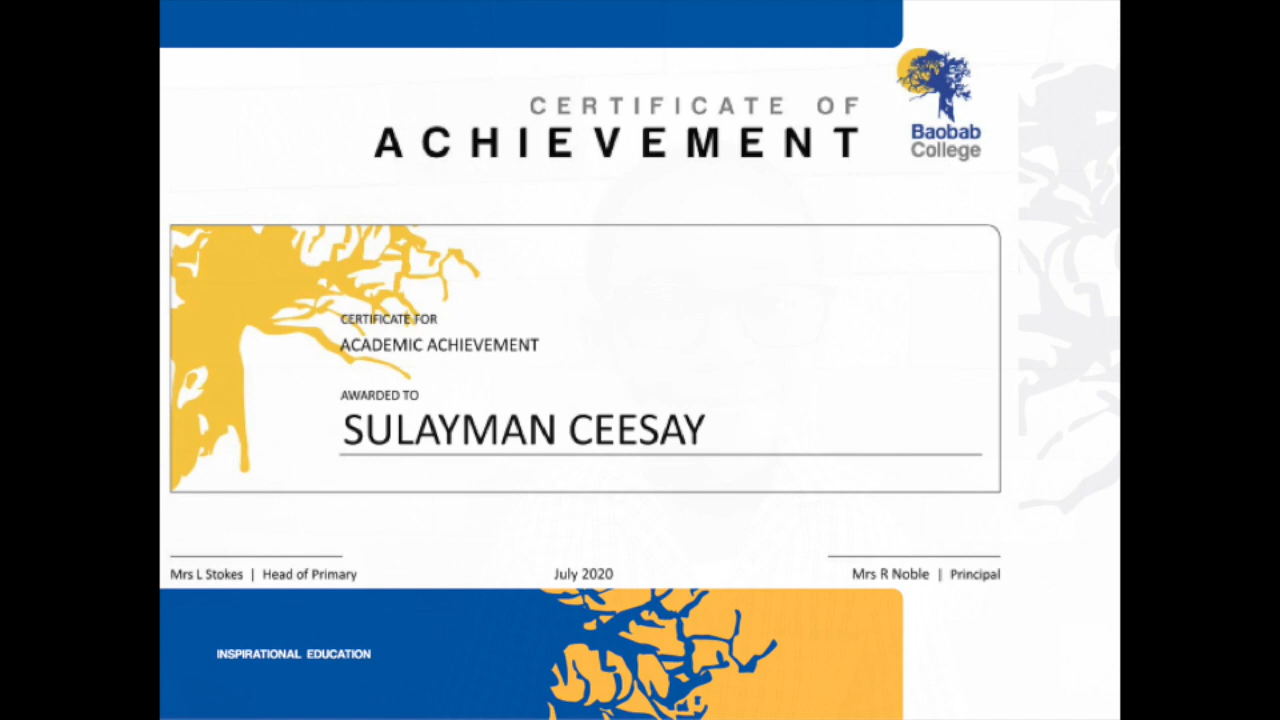 CERTIFICATE OF
ACHIEVEMENT
Baobab
College
CERTIFICATE FOR
ACADEMIC ACHIEVEMENT
AWARDED TO
SULAYMAN CEESAY
Mrs L Stokes | Head of Primary
July 2020
Mrs R Noble | Principal
INSPIRATIONAL EDUCATION